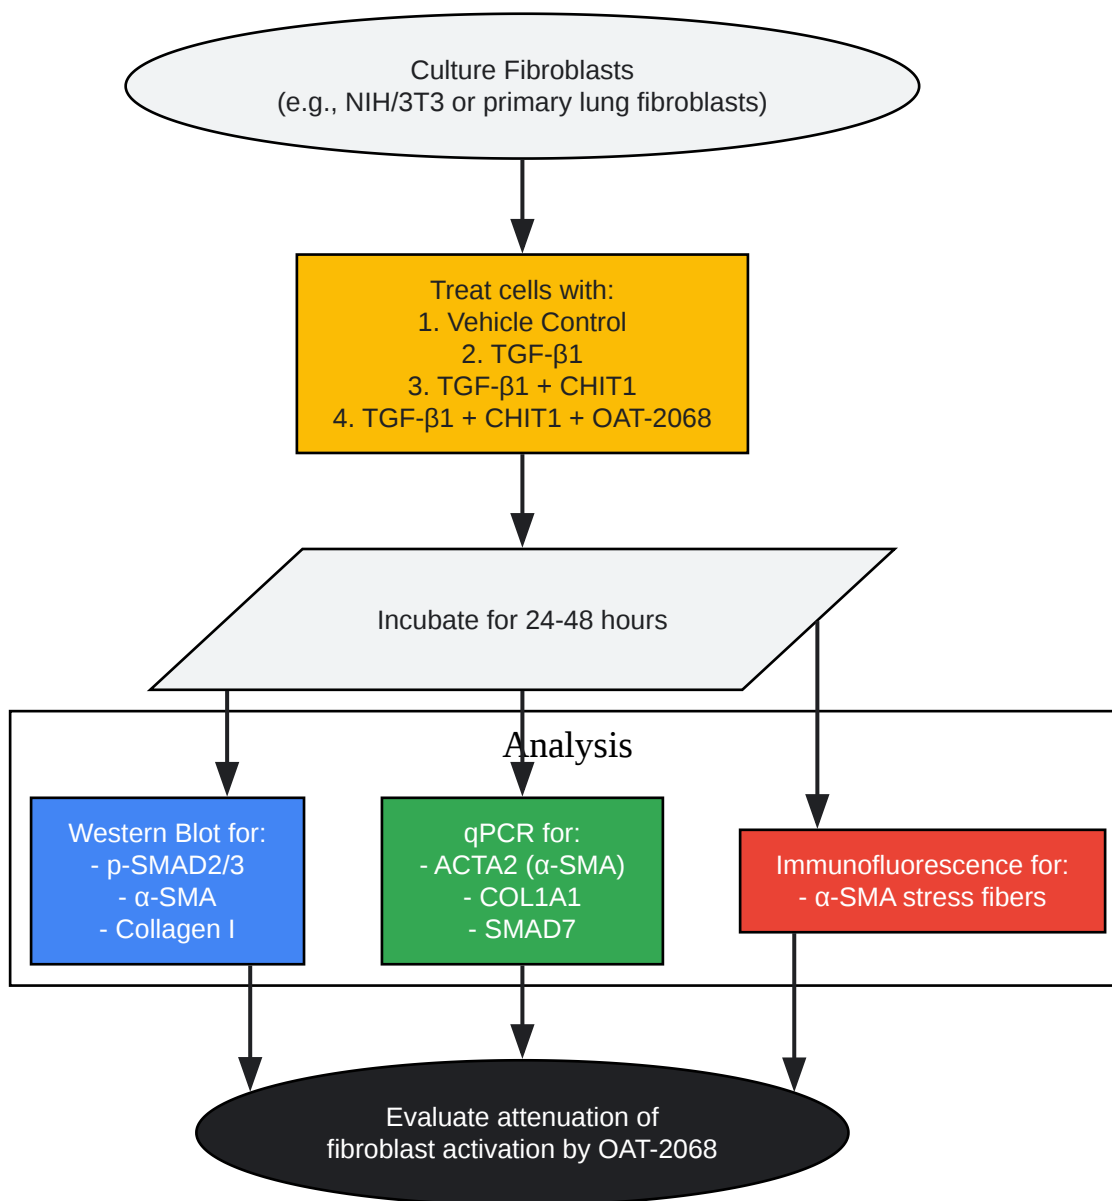 Culture Fibroblasts
(e.g., NIH/3T3 or primary lung fibroblasts)
Treat cells with:
1. Vehicle Control
2. TGF-β1
3. TGF-β1 + CHIT1
4. TGF-β1 + CHIT1 + OAT-2068
Incubate for 24-48 hours
Analysis
Western Blot for:
- p-SMAD2/3
- α-SMA
- Collagen I
qPCR for:
- ACTA2 (α-SMA)
- COL1A1
- SMAD7
Immunofluorescence for:
- α-SMA stress fibers
Evaluate attenuation of
fibroblast activation by OAT-2068